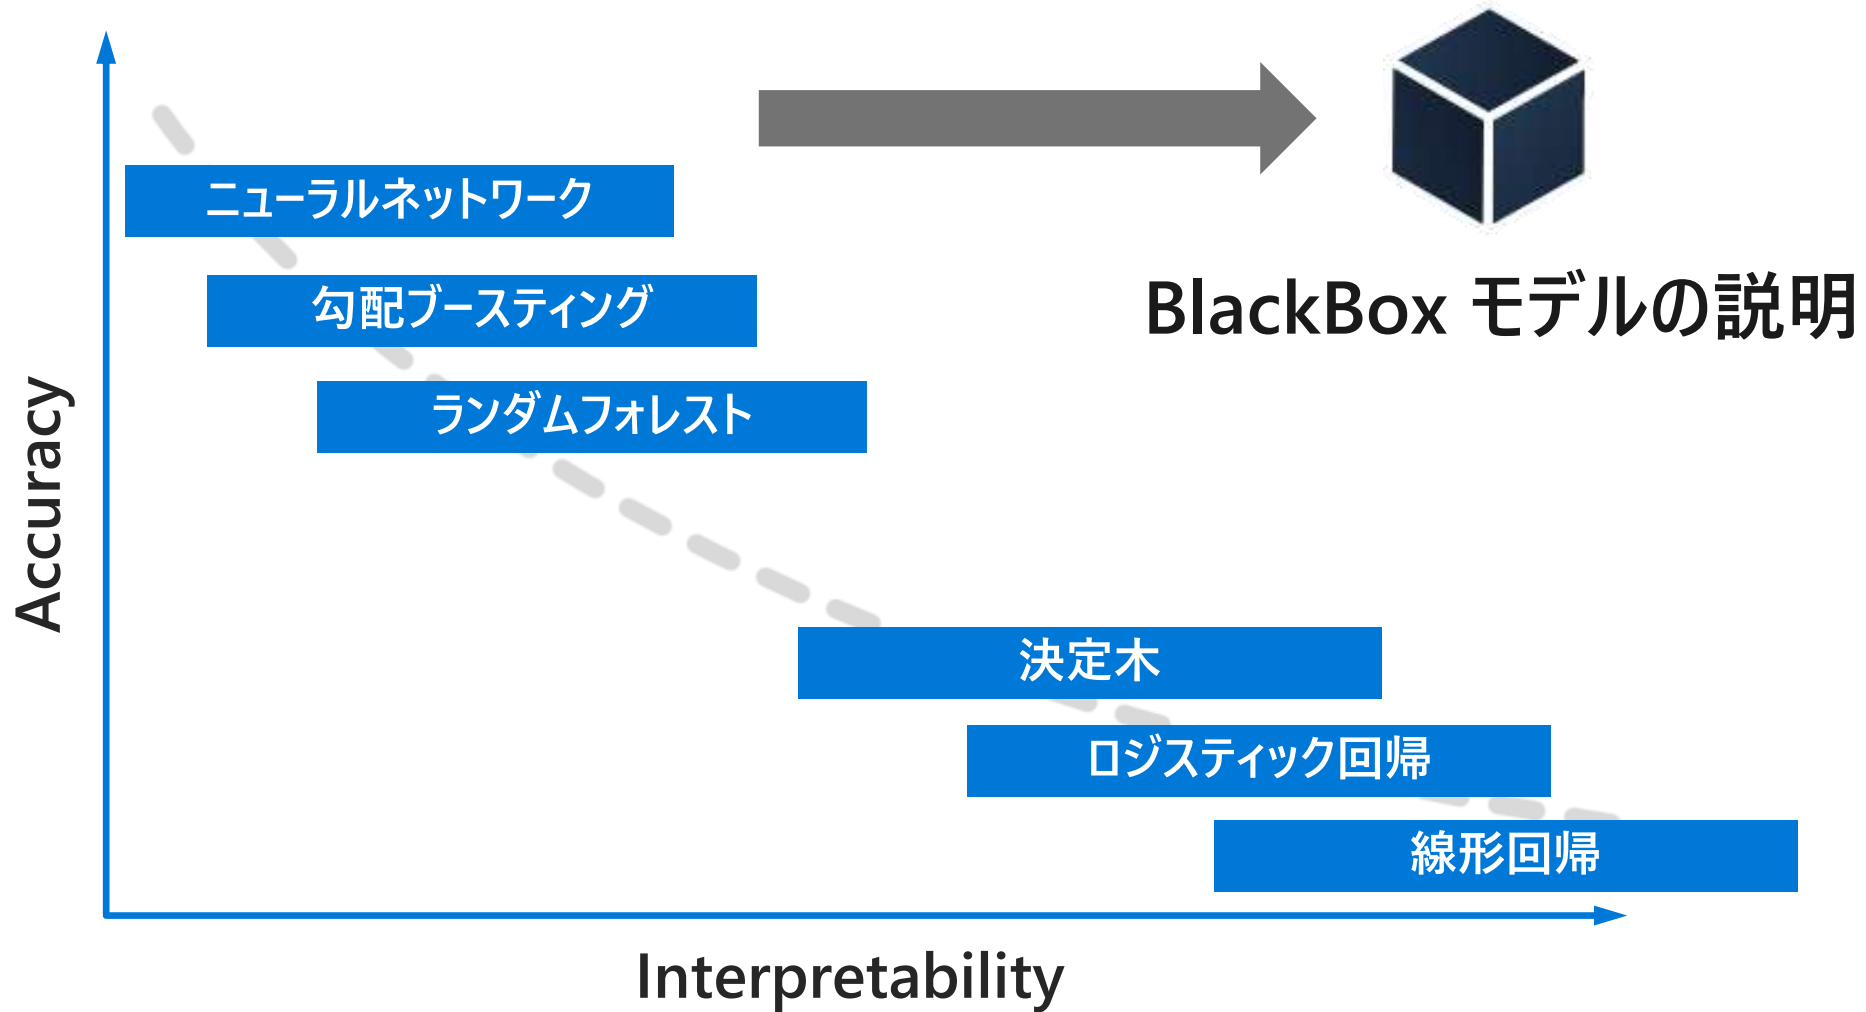 ニューラルネットワーク
勾配ブースティング
BlackBox モデルの説明
ランダムフォレスト
Accuracy
決定木
ロジスティック回帰
線形回帰
Interpretability